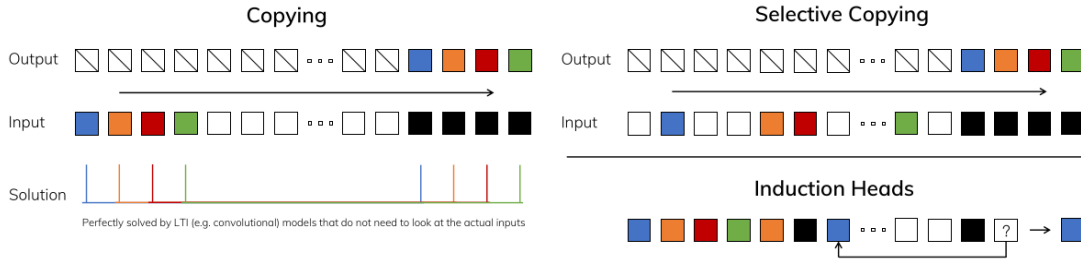 Copying
Output
Input
Solution
Perfectly solved by LTI (e.g. convolutional) models that do not need to look at the actual inputs
Selective Copying
Output
Input
Induction Heads
?